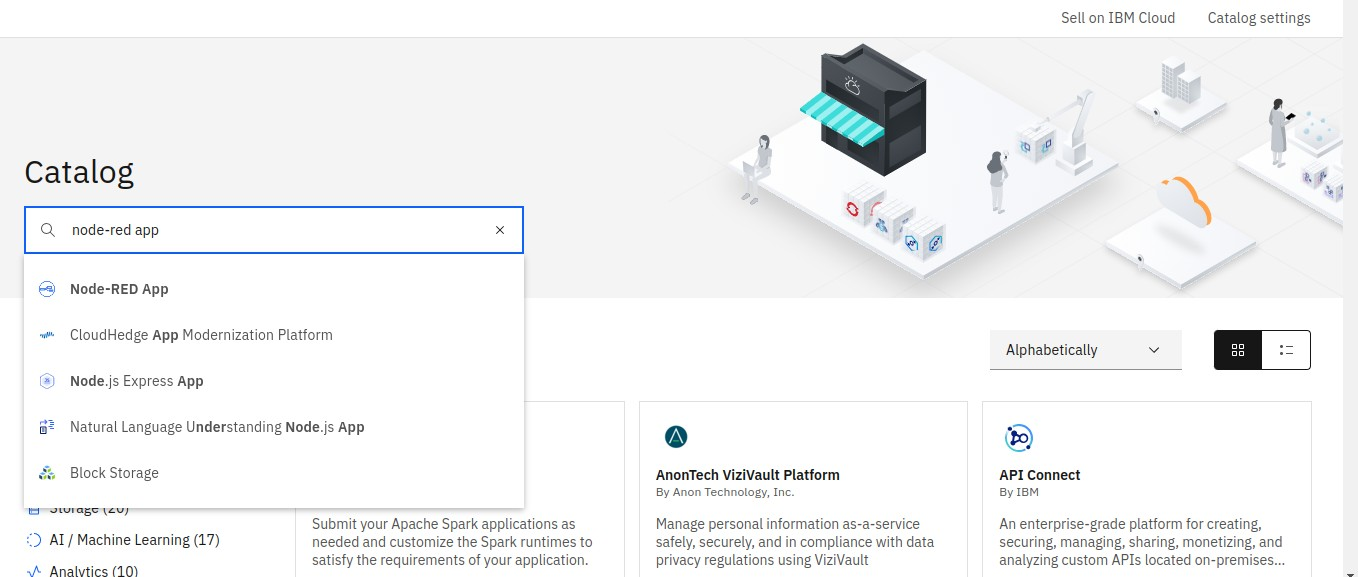 Sell on IBM Cloud Catalog settings
Catalog
node-red app
Node-RED App
CloudHedge App Modernization Platform
Node.js Express App
Natural Language Understanding Node.js App
Block Storage
Storage (20)
AI / Machine Learning (17)
Analytics (10)
Alphabetically
Submit your Apache Spark applications as
needed and customize the Spark runtimes to
satisfy the requirements of your application.
AnonTech ViziVault Platform
By Anon Technology, Inc.
Manage personal information as-a-service
safely, securely, and in compliance with data
privacy regulations using ViziVault
API Connect
By IBM
An enterprise-grade platform for creating,
securing, managing, sharing, monetizing, and
analyzing custom APIs located on-premises...